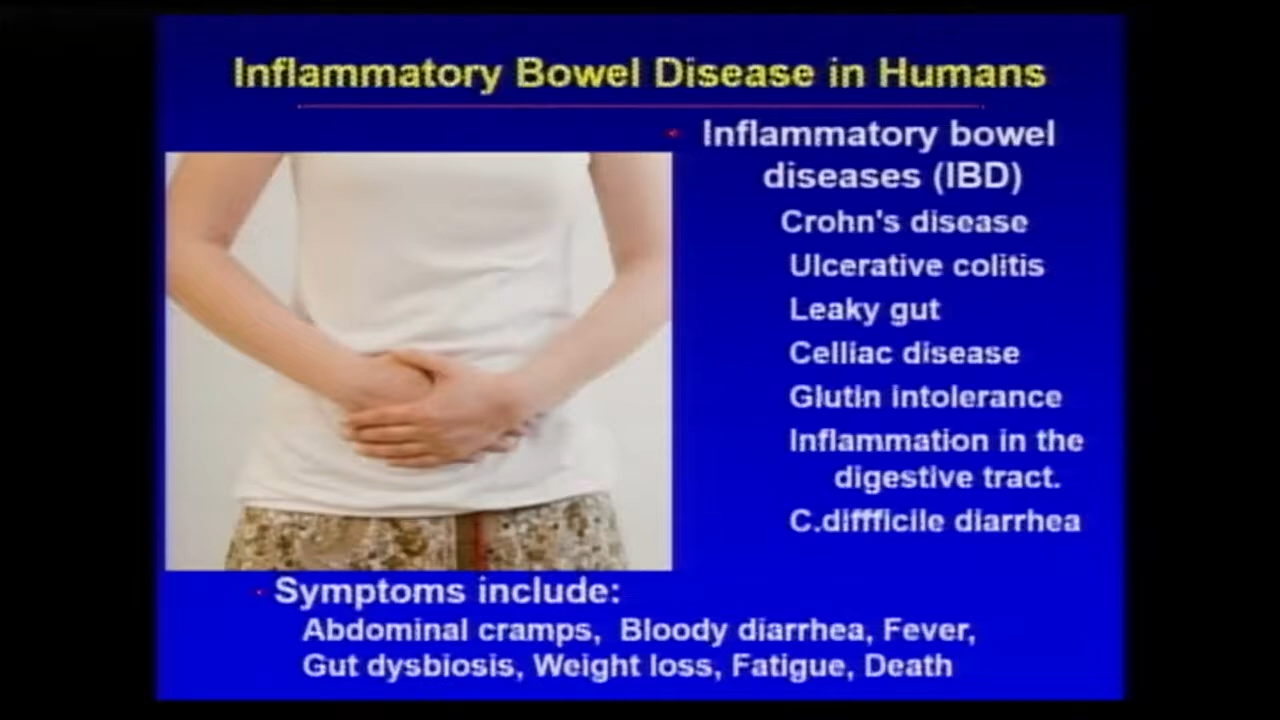 Inflammatory Bowel Disease in Humans
Inflammatory bowel
diseases (IBD)
Crohn's disease
Ulcerative colitis
Leaky gut
Celliac disease
Glutin intolerance
Inflammation in the
digestive tract.
C.diffficile diarrhea
Symptoms include:
Abdominal cramps, Bloody diarrhea, Fever,
Gut dysbiosis, Weight loss, Fatigue, Death